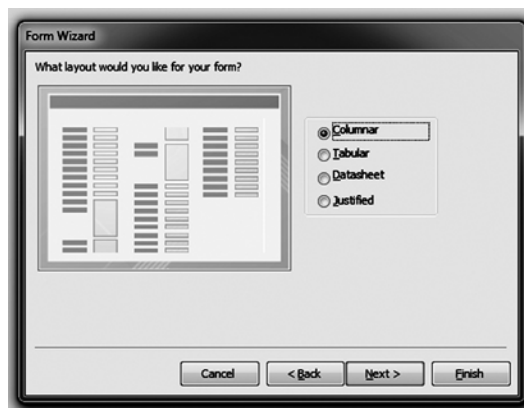 Form Wizard
What layout would you like for your form?
Columnar
Tabular
Datasheet
Justified
Cancel
< Back
Next >
Finish